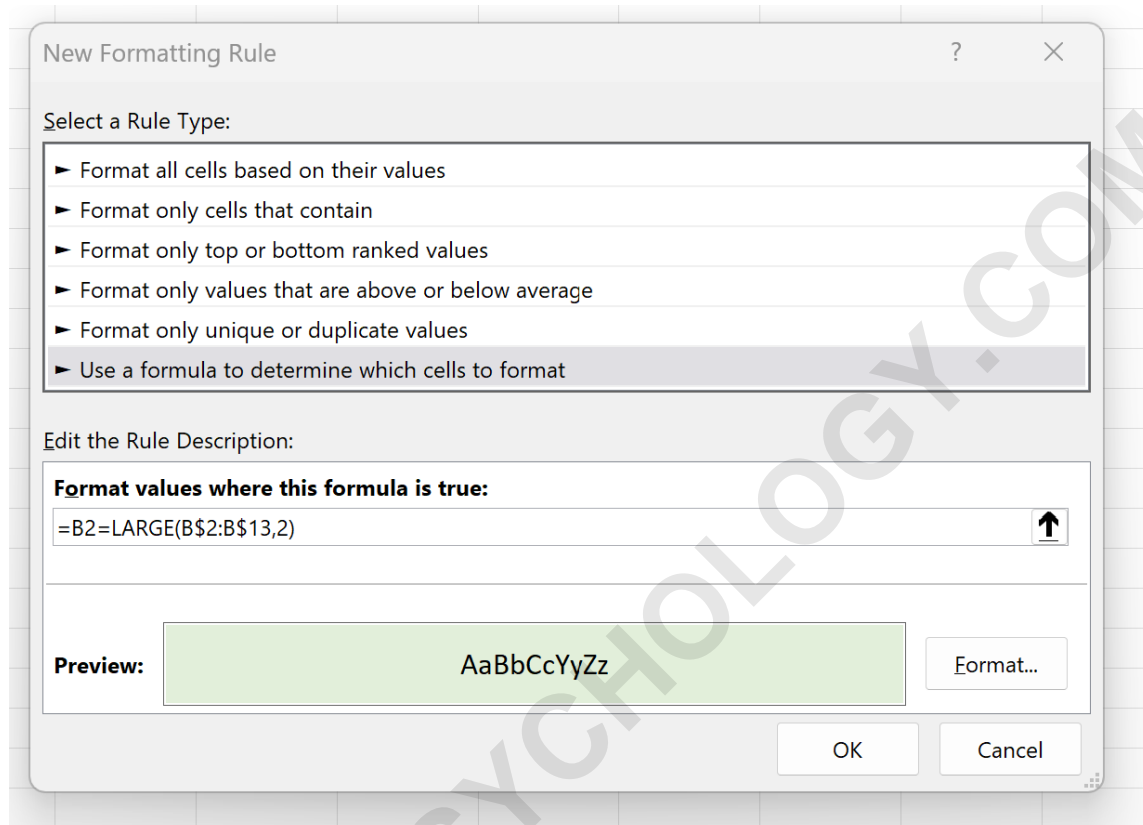 New Formatting Rule ?
Select a Rule Type:
► Format all cells based on their values
► Format only cells that contain
► Format only top or bottom ranked values
► Format only values that are above or below average
► Format only unique or duplicate values
► Use a formula to determine which cells to format
Edit the Rule Description:
Format values where this formula is true:
=B2=LARGE(B$2:B$13,2)
Preview: AaBbCcYyZz Format...
OK Cancel
YCHOLOGY.COM